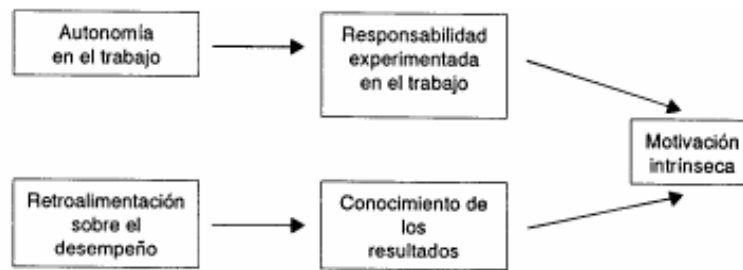 Autonomía
en el trabajo
Responsabilidad
experimentada
en el trabajo
Motivación
intrínseca
Retroalimentación
sobre el
desempeño
Conocimiento de
los
resultados